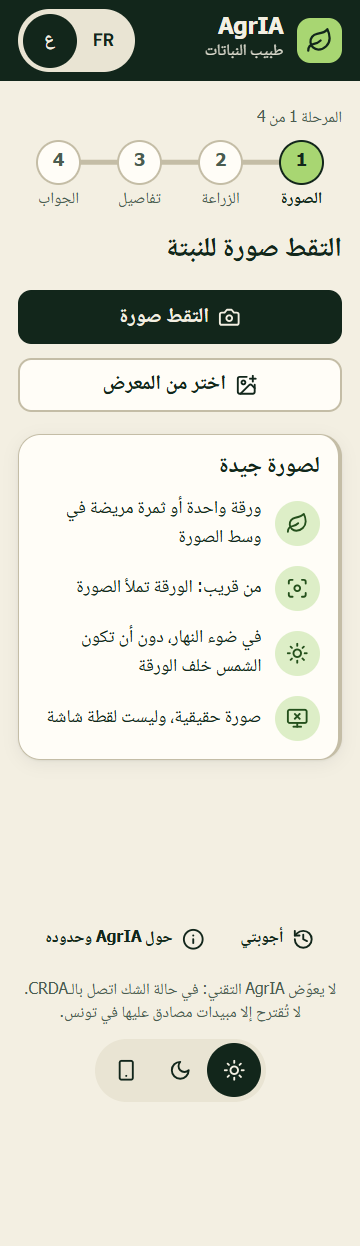 AgrIA
طبيب النباتات
FR
ع
المرحلة 1 من 4
1
2
3
4
الصورة
الزراعة
تفاصيل
الجواب
التقط صورة للنبتة
التقط صورة
اختر من المعرض
لصورة جيدة
ورقة واحدة أو ثمرة مريضة في
وسط الصورة
من قريب: الورقة تملأ الصورة
في ضوء النهار، دون أن تكون
الشمس خلف الورقة
صورة حقيقية، وليست لقطة شاشة
أجوبتي
حول AgrIA وحدوده
لا يعوّض AgrIA التقني: في حالة الشك اتصل بالـCRDA.
لا تُقترح إلا مبيدات مصادق عليها في تونس.